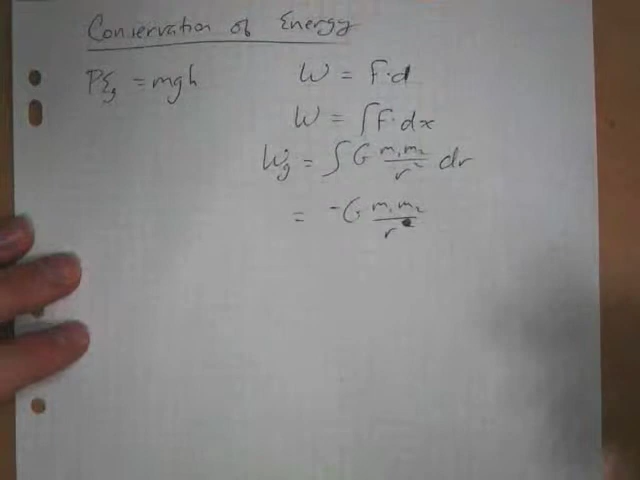 Conservation of Energy
PEg = mgh
W = F·d
W = ∫F·dx
Wg = ∫ G m₁m₂/r² dr
= -G m₁m₂/r